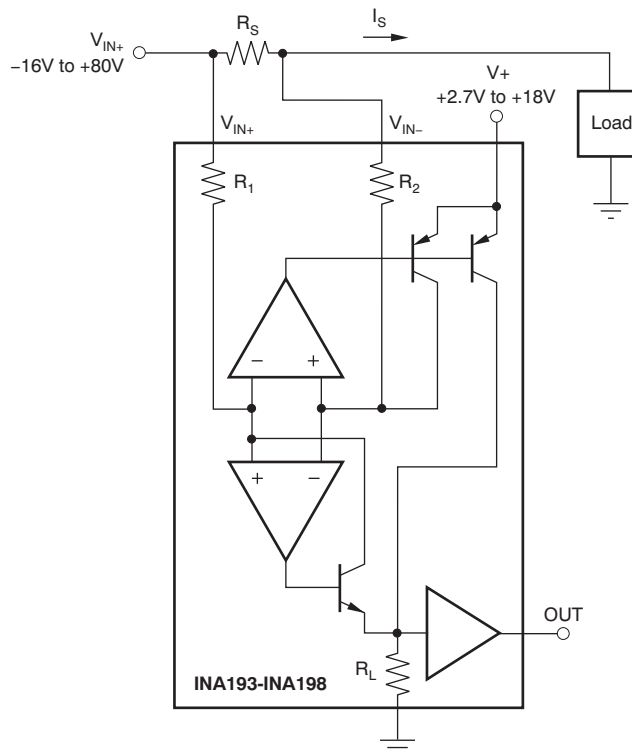 R_S
I_S
V_IN+
−16V to +80V
V+
+2.7V to +18V
Load
V_IN+
V_IN−
R_1
R_2
− +
+ −
OUT
R_L
INA193-INA198